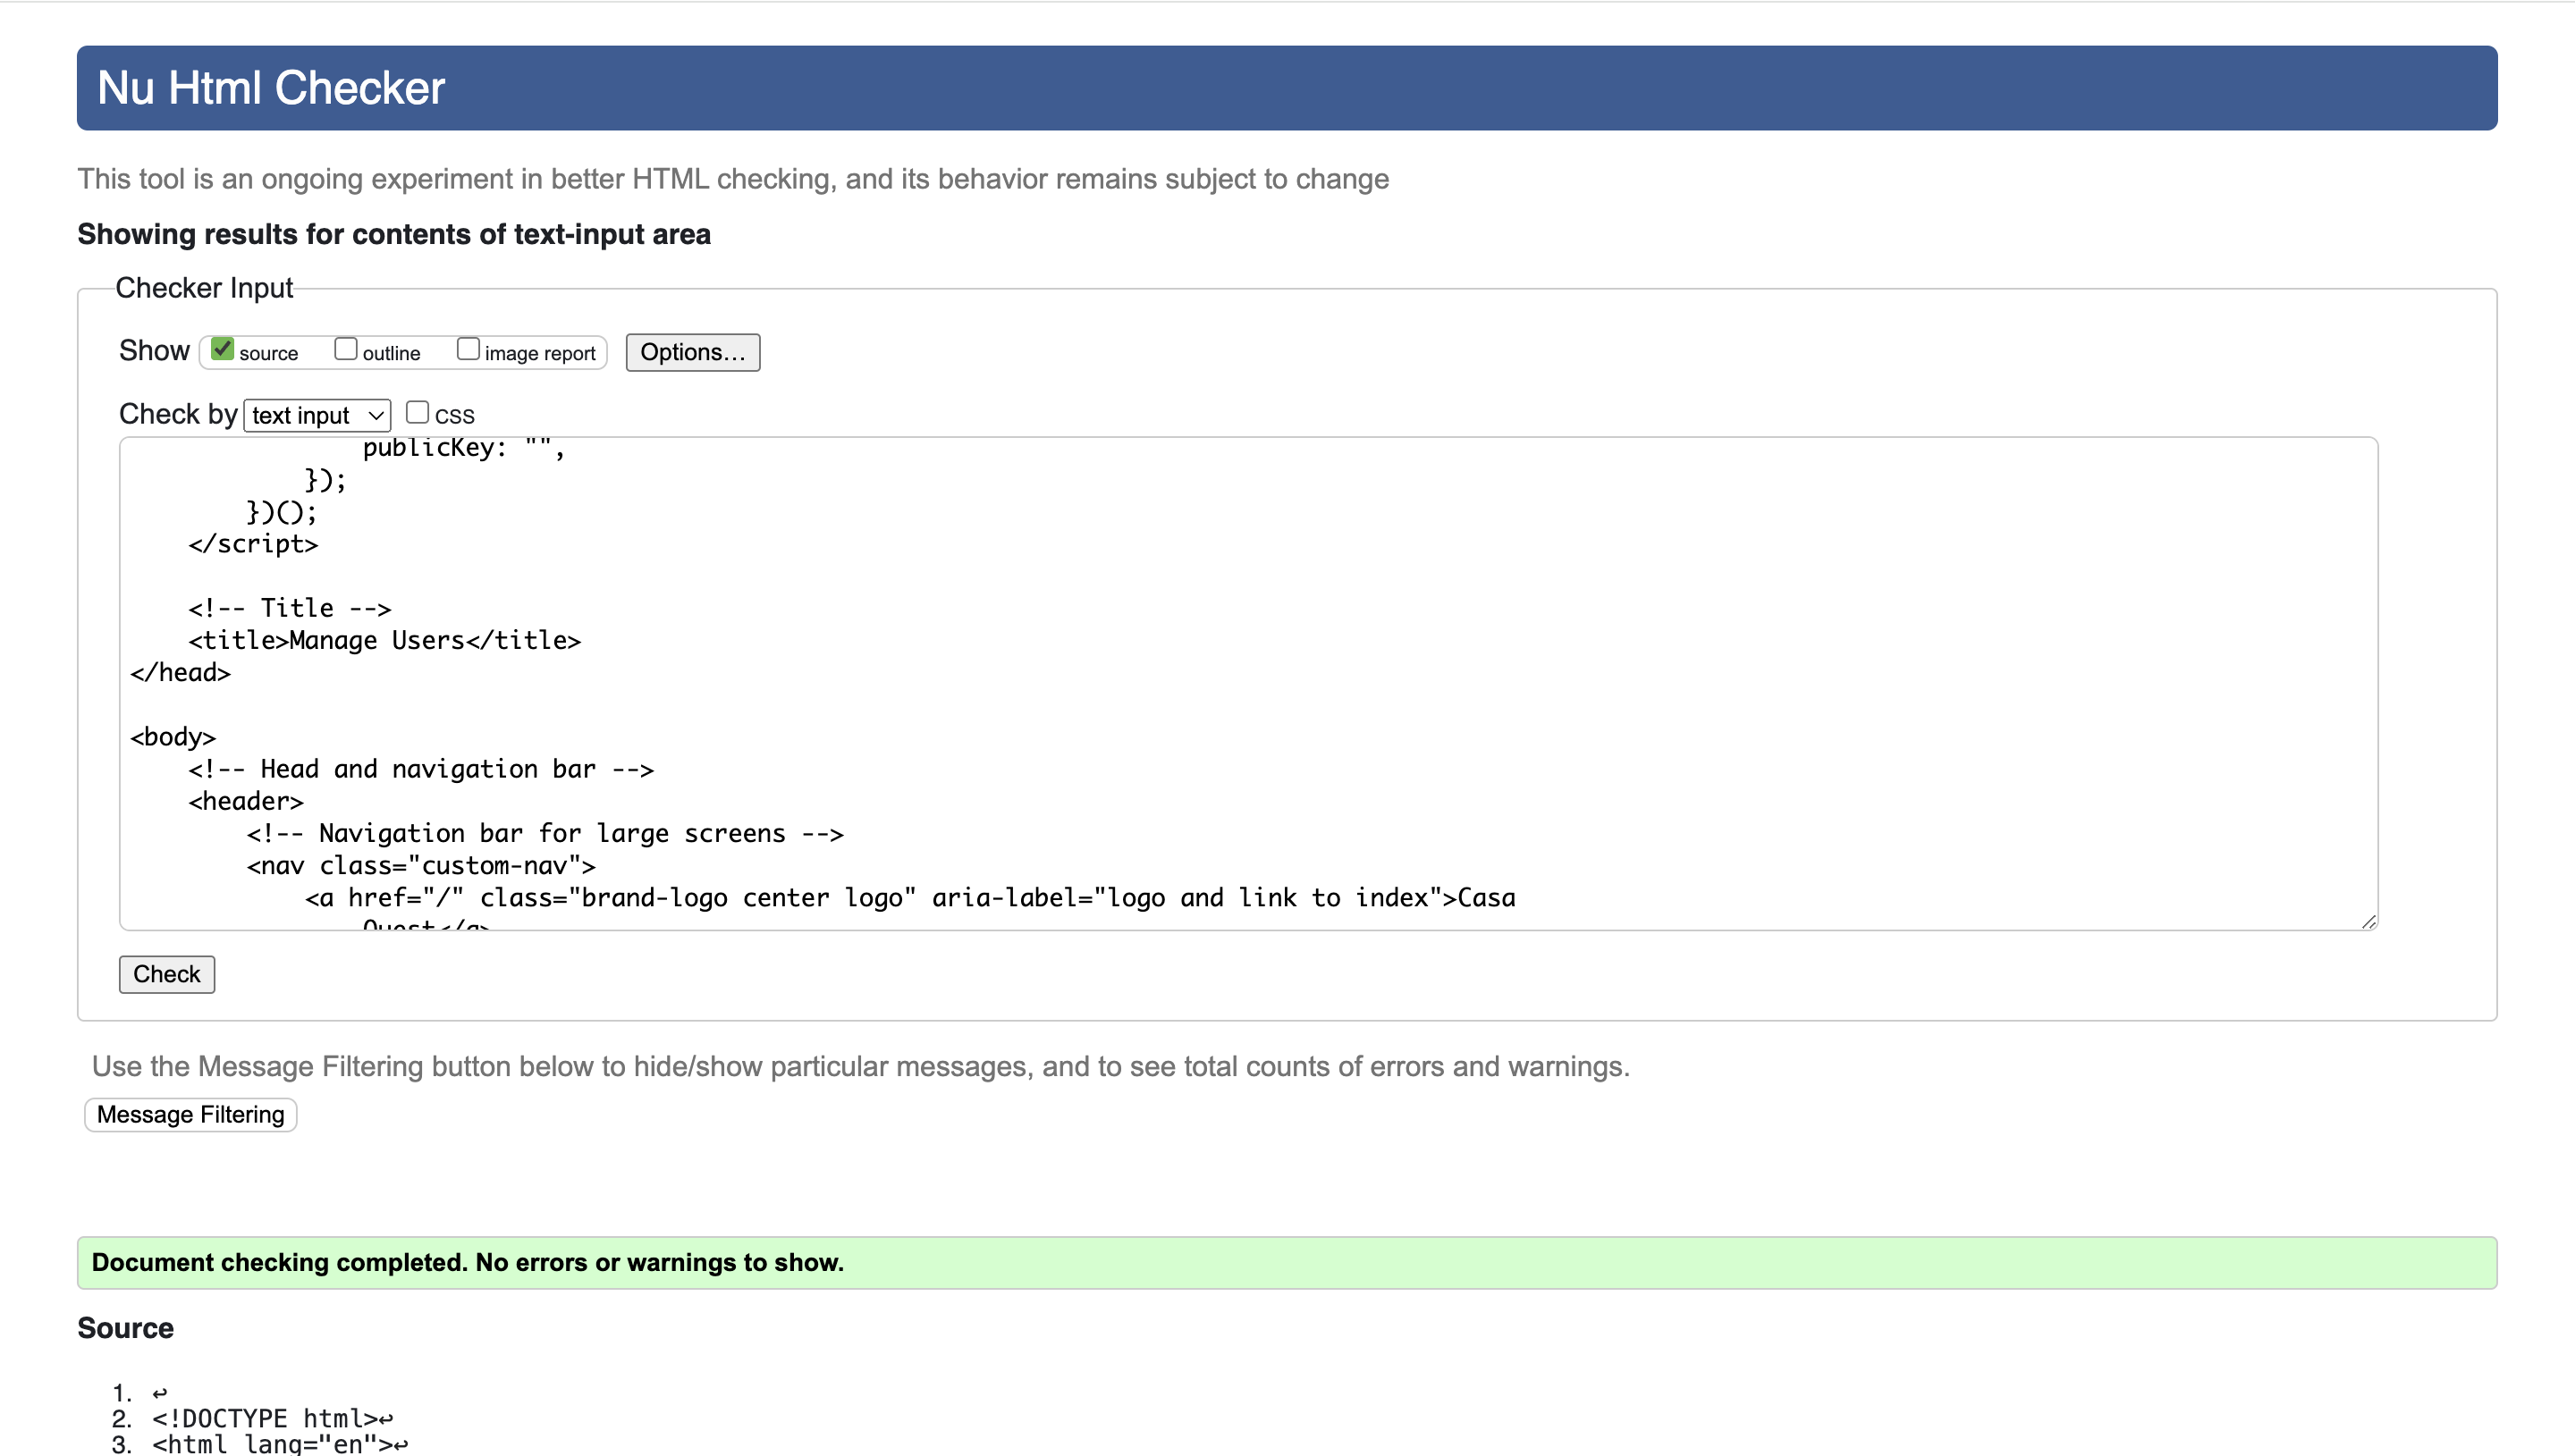 Nu Html Checker
This tool is an ongoing experiment in better HTML checking, and its behavior remains subject to change
Showing results for contents of text-input area
Checker Input
Show source outline image report Options...
Check by text input css
publicKey: "",
});
})();
</script>
<!-- Title -->
<title>Manage Users</title>
</head>
<body>
<!-- Head and navigation bar -->
<header>
<!-- Navigation bar for large screens -->
<nav class="custom-nav">
<a href="/" class="brand-logo center logo" aria-label="logo and link to index">Casa
Quest</a>
Check
Use the Message Filtering button below to hide/show particular messages, and to see total counts of errors and warnings.
Message Filtering
Document checking completed. No errors or warnings to show.
Source
1. ↩
2. <!DOCTYPE html>↩
3. <html lang="en">↩